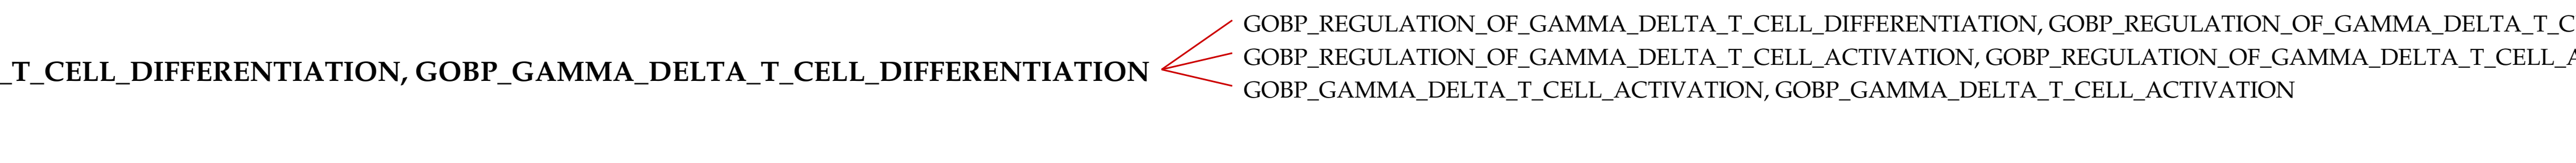 _T_CELL_DIFFERENTIATION, GOBP_GAMMA_DELTA_T_CELL_DIFFERENTIATION
GOBP_REGULATION_OF_GAMMA_DELTA_T_CELL_DIFFERENTIATION, GOBP_REGULATION_OF_GAMMA_DELTA_T_C
GOBP_REGULATION_OF_GAMMA_DELTA_T_CELL_ACTIVATION, GOBP_REGULATION_OF_GAMMA_DELTA_T_CELL_A
GOBP_GAMMA_DELTA_T_CELL_ACTIVATION, GOBP_GAMMA_DELTA_T_CELL_ACTIVATION